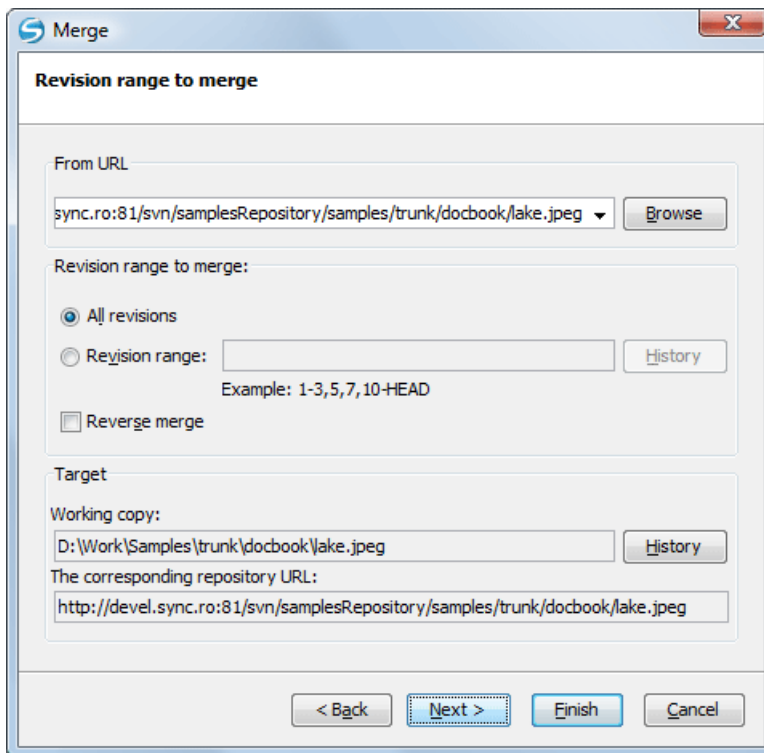 Merge
Revision range to merge
From URL
sync.ro:81/svn/samplesRepository/samples/trunk/docbook/lake.jpeg Browse
Revision range to merge:
All revisions
Revision range: History
Example: 1-3,5,7,10-HEAD
Reverse merge
Target
Working copy:
D:\Work\Samples\trunk\docbook\lake.jpeg History
The corresponding repository URL:
http://devel.sync.ro:81/svn/samplesRepository/samples/trunk/docbook/lake.jpeg
< Back Next > Finish Cancel